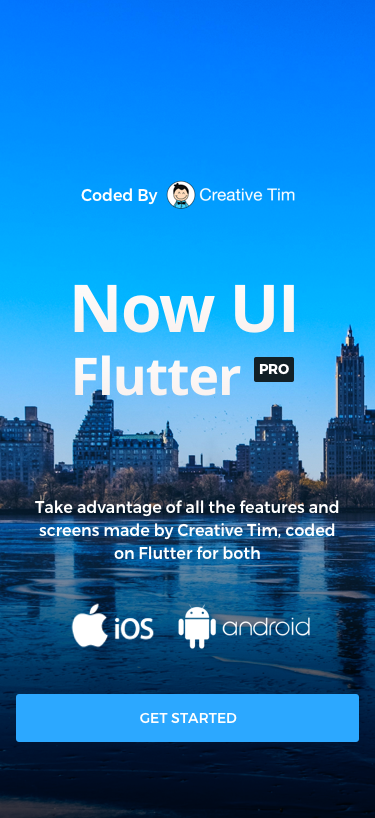 Coded By Creative Tim
Now UI
Flutter PRO
Take advantage of all the features and
screens made by Creative Tim, coded
on Flutter for both
iOS android
GET STARTED